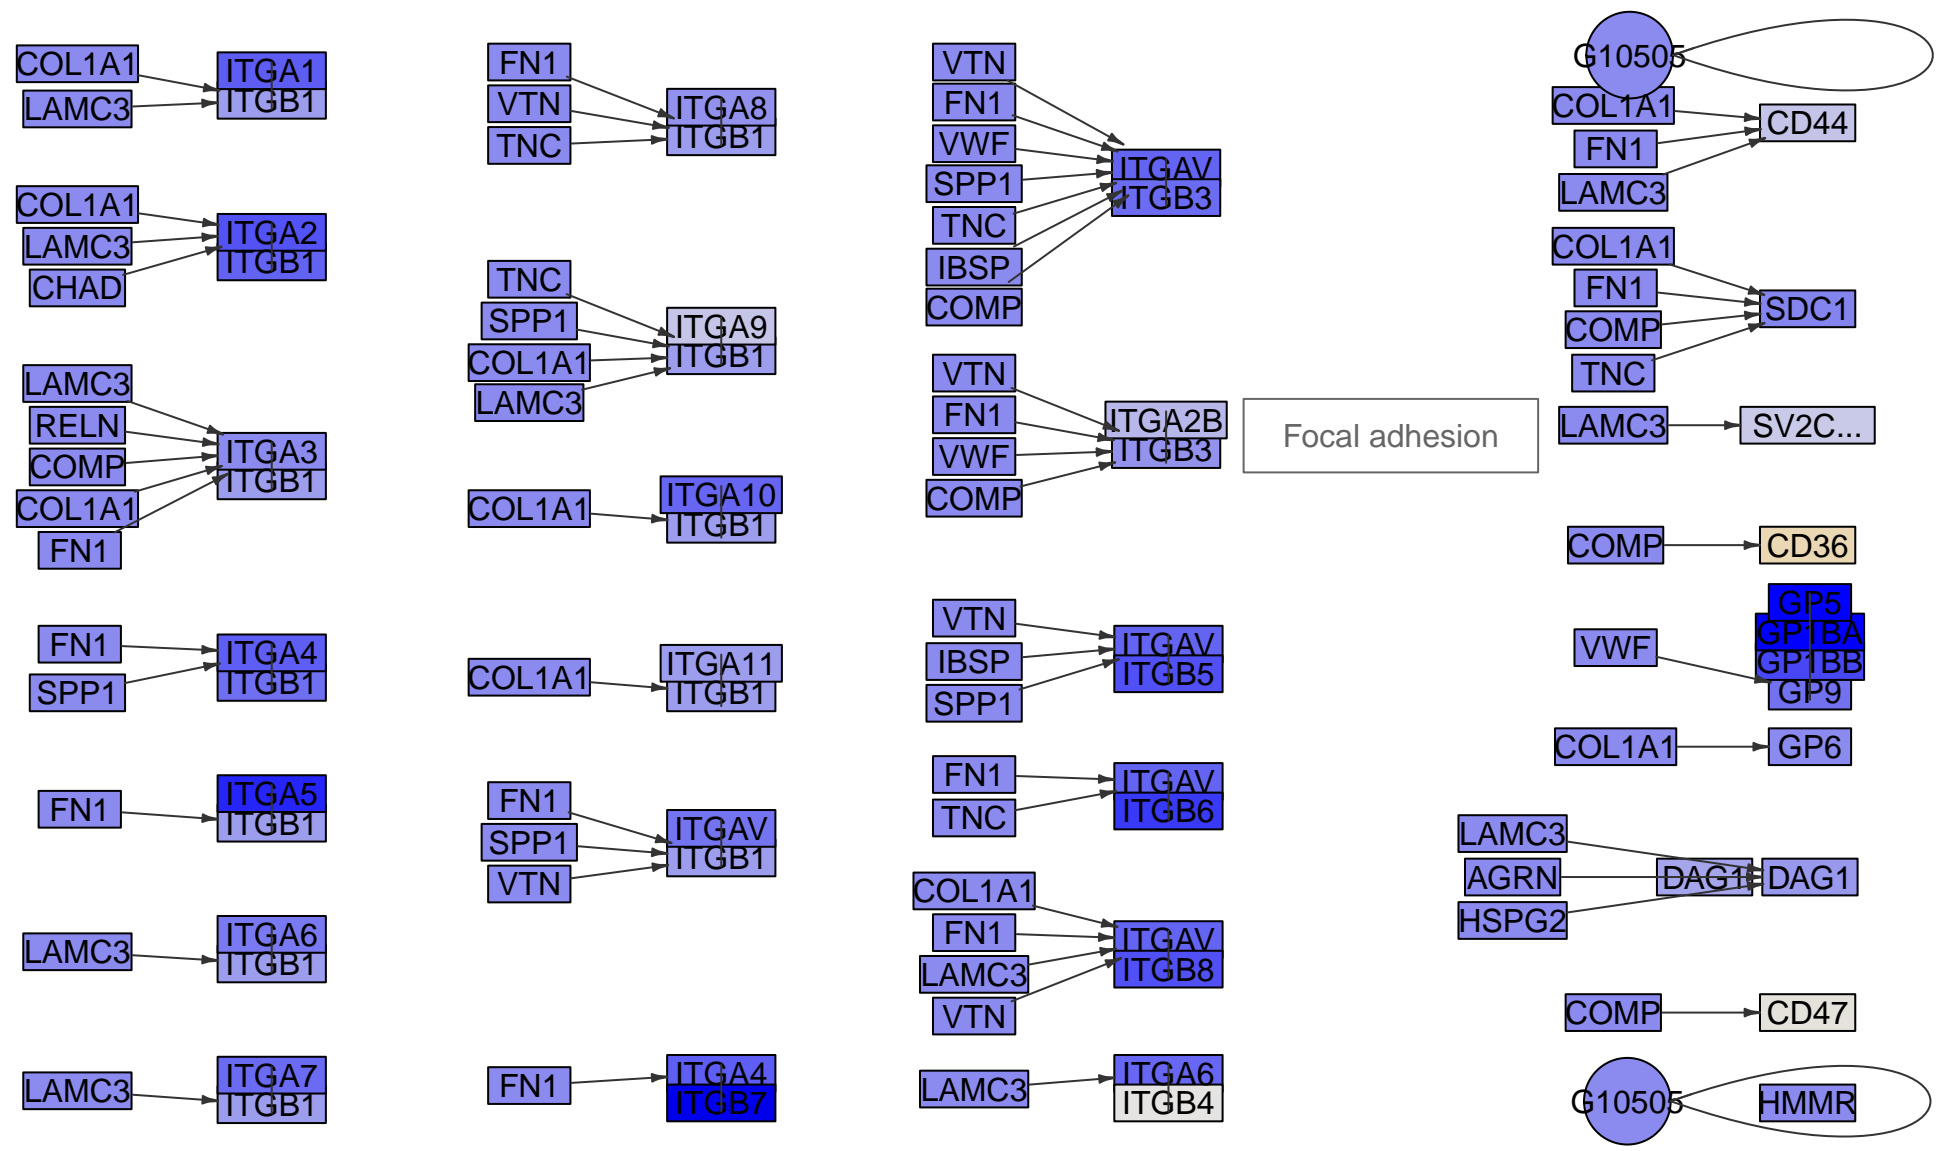 COL1A1
LAMC3
ITGA1
ITGB1
COL1A1
LAMC3
CHAD
ITGA2
ITGB1
LAMC3
RELN
COMP
COL1A1
FN1
ITGA3
ITGB1
FN1
SPP1
ITGA4
ITGB1
FN1
ITGA5
ITGB1
LAMC3
ITGA6
ITGB1
LAMC3
ITGA7
ITGB1
FN1
VTN
TNC
ITGA8
ITGB1
TNC
SPP1
COL1A1
LAMC3
ITGA9
ITGB1
COL1A1
ITGA10
ITGB1
COL1A1
ITGA11
ITGB1
FN1
SPP1
VTN
ITGAV
ITGB1
FN1
ITGA4
ITGB7
VTN
FN1
VWF
SPP1
TNC
IBSP
COMP
ITGAV
ITGB3
VTN
FN1
VWF
COMP
ITGA2B
ITGB3
Focal adhesion
VTN
IBSP
SPP1
ITGAV
ITGB5
FN1
TNC
ITGAV
ITGB6
COL1A1
FN1
LAMC3
VTN
ITGAV
ITGB8
LAMC3
ITGA6
ITGB4
G10505
COL1A1
FN1
LAMC3
CD44
COL1A1
FN1
COMP
TNC
SDC1
LAMC3
SV2C...
COMP
CD36
VWF
GP5
GP1BA
GP1BB
GP9
COL1A1
GP6
LAMC3
AGRN
HSPG2
DAG1
DAG1
COMP
CD47
G10505
HMMR